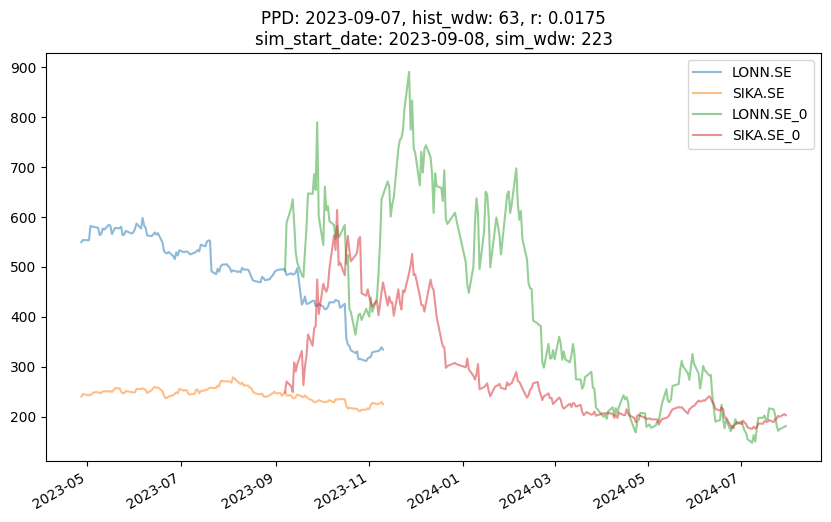 PPD: 2023-09-07, hist_wdw: 63, r: 0.0175
sim_start_date: 2023-09-08, sim_wdw: 223
900
800
700
600
500
400
300
200
LONN.SE
SIKA.SE
LONN.SE_0
SIKA.SE_0
2023-05
2023-07
2023-09
2023-11
2024-01
2024-03
2024-05
2024-07